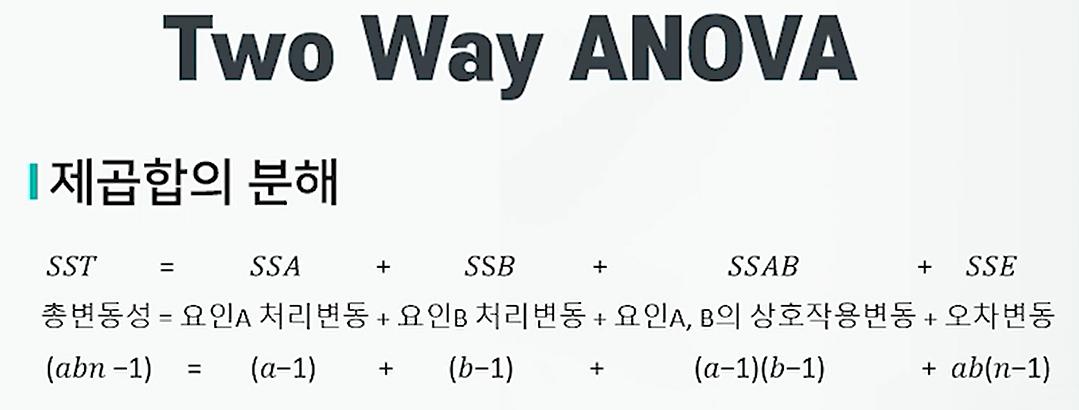 Two Way ANOVA
제곱합의 분해
SST = SSA + SSB + SSAB + SSE
총변동성 = 요인A 처리변동 + 요인B 처리변동 + 요인A, B의 상호작용변동 + 오차변동
(abn −1) = (a−1) + (b−1) + (a−1)(b−1) + ab(n−1)